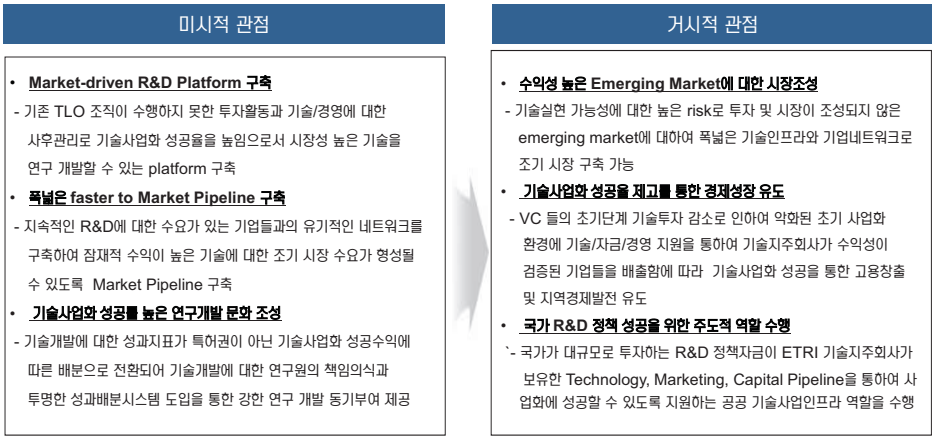 미시적 관점
• Market-driven R&D Platform 구축
- 기존 TLO 조직이 수행하지 못한 투자활동과 기술/경영에 대한
사후관리로 기술사업화 성공율을 높임으로서 시장성 높은 기술을
연구 개발할 수 있는 platform 구축
• 폭넓은 faster to Market Pipeline 구축
- 지속적인 R&D에 대한 수요가 있는 기업들과의 유기적인 네트워크를
구축하여 잠재적 수익이 높은 기술에 대한 조기 시장 수요가 형성될
수 있도록 Market Pipeline 구축
• 기술사업화 성공률 높은 연구개발 문화 조성
- 기술개발에 대한 성과지표가 특허권이 아닌 기술사업화 성공수익에
따른 배분으로 전환되어 기술개발에 대한 연구원의 책임의식과
투명한 성과배분시스템 도입을 통한 강한 연구 개발 동기부여 제공
거시적 관점
• 수익성 높은 Emerging Market에 대한 시장조성
- 기술실현 가능성에 대한 높은 risk로 투자 및 시장이 조성되지 않은
emerging market에 대하여 폭넓은 기술인프라와 기업네트워크로
조기 시장 구축 가능
• 기술사업화 성공율 제고를 통한 경제성장 유도
- VC 들의 초기단계 기술투자 감소로 인하여 악화된 초기 사업화
환경에 기술/자금/경영 지원을 통하여 기술지주회사가 수익성이
검증된 기업들을 배출함에 따라 기술사업화 성공을 통한 고용창출
및 지역경제발전 유도
• 국가 R&D 정책 성공을 위한 주도적 역할 수행
`- 국가가 대규모로 투자하는 R&D 정책자금이 ETRI 기술지주회사가
보유한 Technology, Marketing, Capital Pipeline을 통하여 사
업화에 성공할 수 있도록 지원하는 공공 기술사업인프라 역할을 수행